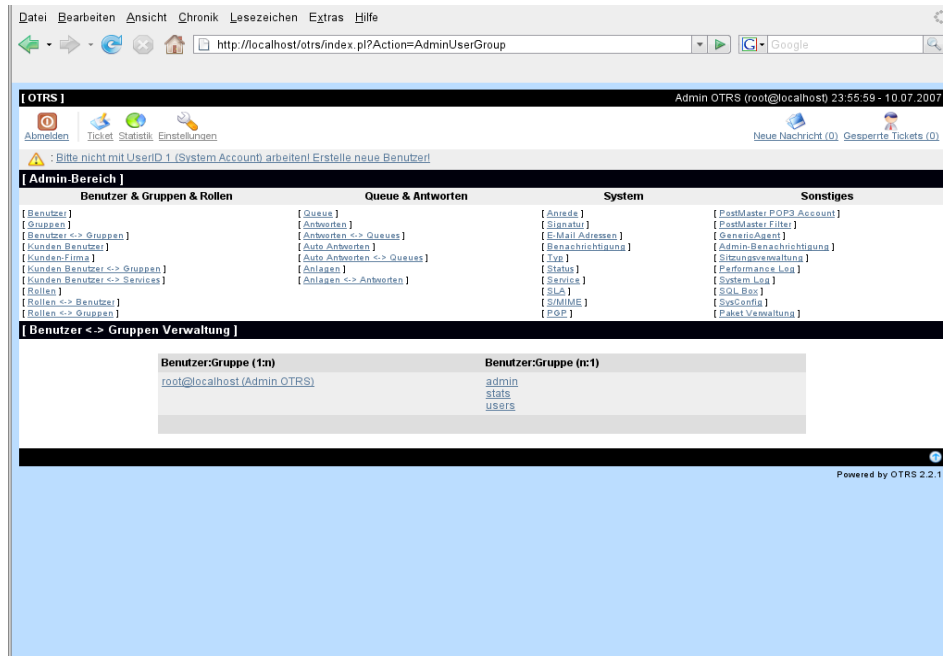 Datei Bearbeiten Ansicht Chronik Lesezeichen Extras Hilfe
http://localhost/otrs/index.pl?Action=AdminUserGroup
G Google
[ OTRS ] Admin OTRS (root@localhost) 23:55:59 - 10.07.2007
Abmelden Ticket Statistik Einstellungen Neue Nachricht (0) Gesperrte Tickets (0)
: Bitte nicht mit UserID 1 (System Account) arbeiten! Erstelle neue Benutzer!
[ Admin-Bereich ]
Benutzer & Gruppen & Rollen Queue & Antworten System Sonstiges
[ Benutzer ] [ Queue ] [ Anrede ] [ PostMaster POP3 Account ]
[ Gruppen ] [ Antworten ] [ Signatur ] [ PostMaster Filter ]
[ Benutzer <-> Gruppen ] [ Antworten <-> Queues ] [ E-Mail Adressen ] [ GenericAgent ]
[ Kunden Benutzer ] [ Auto Antworten ] [ Benachrichtigung ] [ Admin-Benachrichtigung ]
[ Kunden-Firma ] [ Auto Antworten <-> Queues ] [ Typ ] [ Sitzungsverwaltung ]
[ Kunden Benutzer <-> Gruppen ] [ Anlagen ] [ Status ] [ Performance Log ]
[ Kunden Benutzer <-> Services ] [ Anlagen <-> Antworten ] [ Service ] [ System Log ]
[ Rollen ] [ SLA ] [ SQL Box ]
[ Rollen <-> Benutzer ] [ S/MIME ] [ SysConfig ]
[ Rollen <-> Gruppen ] [ PGP ] [ Paket Verwaltung ]
[ Benutzer <-> Gruppen Verwaltung ]
Benutzer:Gruppe (1:n) Benutzer:Gruppe (n:1)
root@localhost (Admin OTRS) admin
stats
users
Powered by OTRS 2.2.1